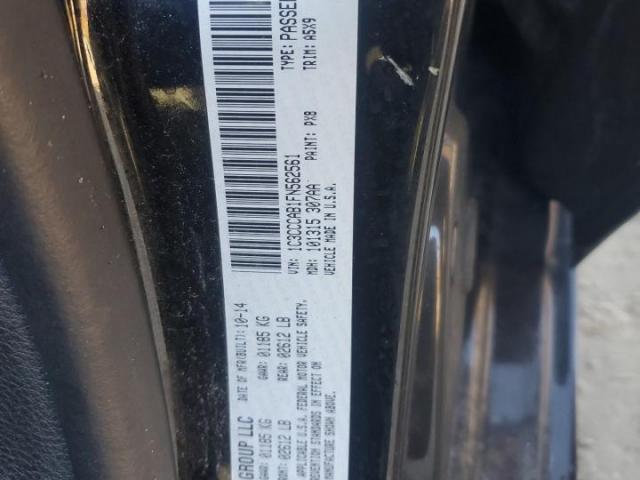 GROUP LLC DATE OF MFR(BUILT): 10-14
GAWR: 01185 KG GAWR: 01185 KG
02612 LB REAR: 02612 LB
APPLICABLE U.S.A. FEDERAL MOTOR VEHICLE SAFETY,
PREVENTION STANDARDS IN EFFECT ON
MANUFACTURE SHOWN ABOVE.
VIN: 1C3CCCAB1FN562561 TYPE: PASSE
MDH: 101315 307AA PAINT: PX8 TRIM: A5X9
VEHICLE MADE IN U.S.A.